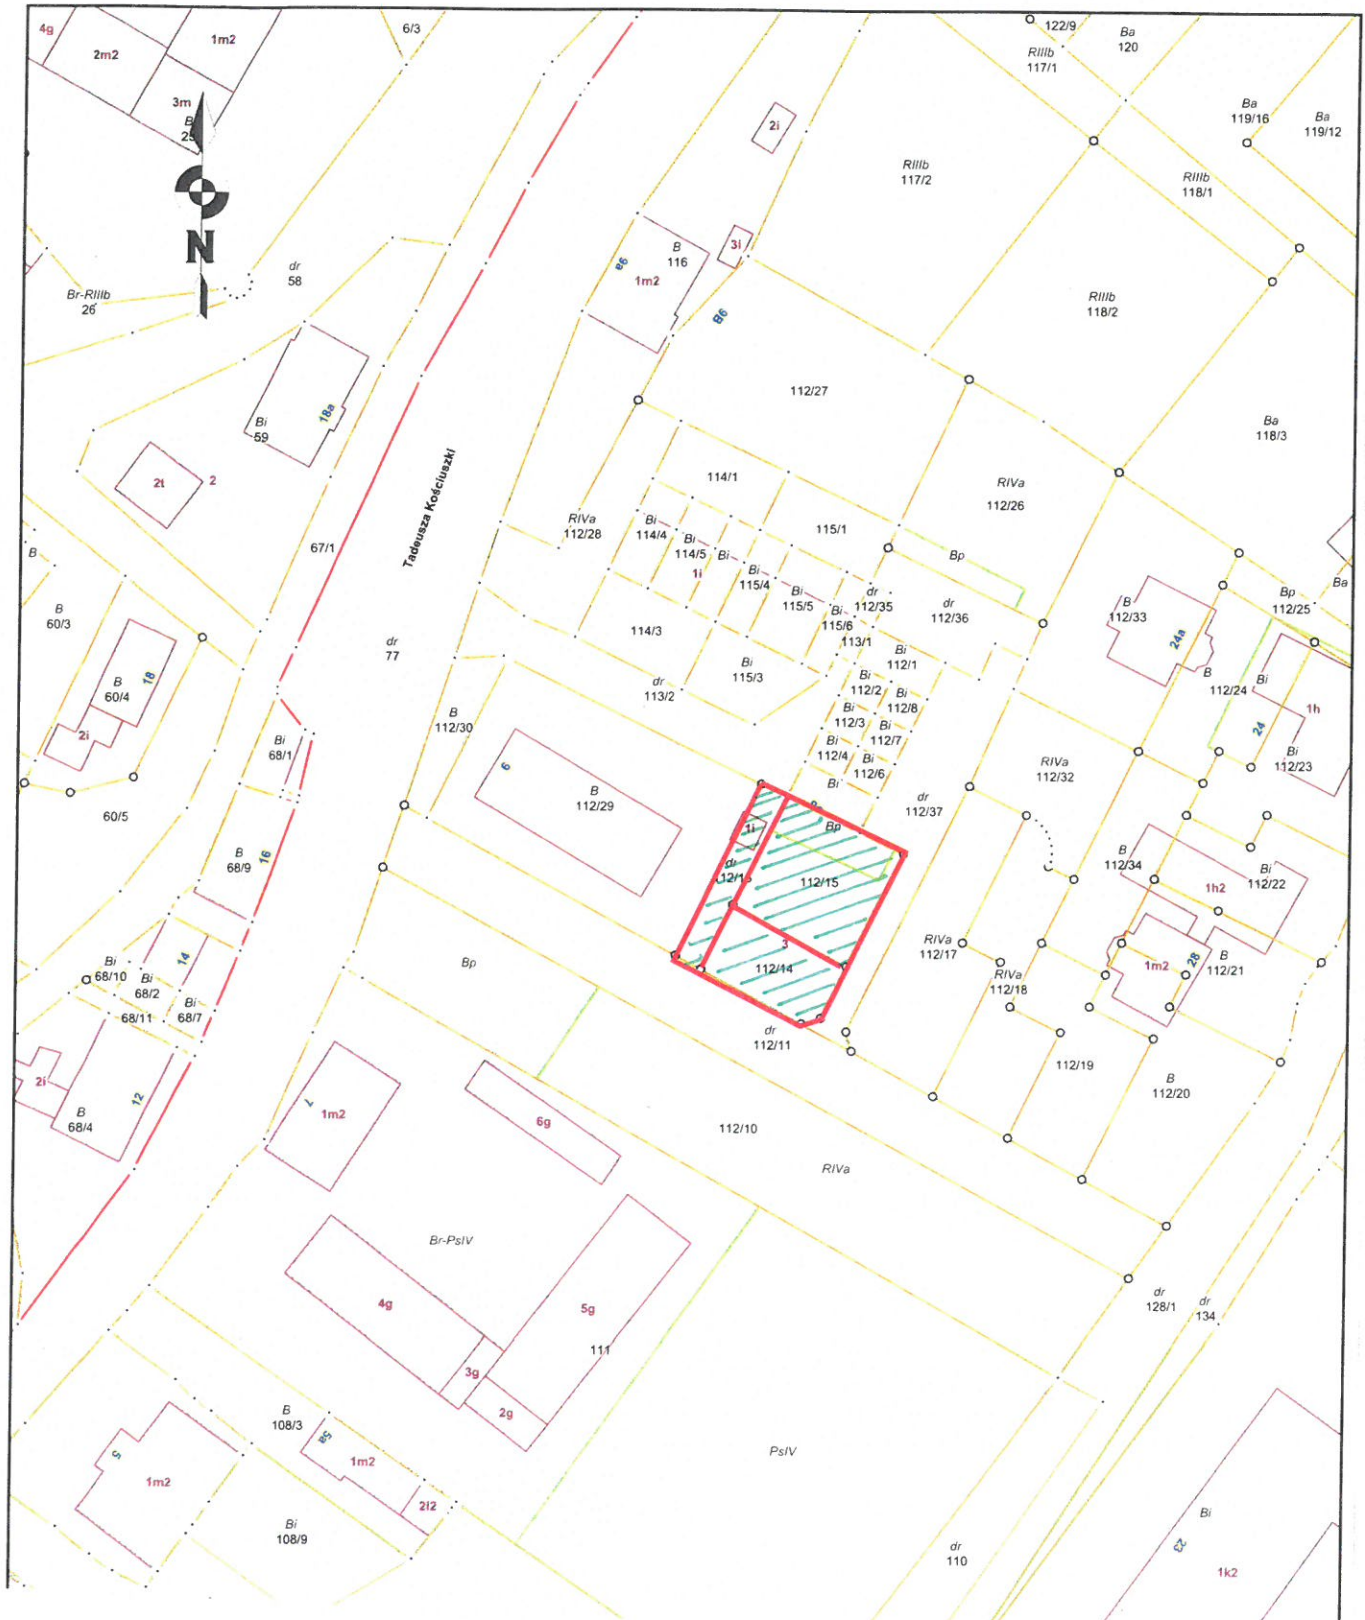 4g
2m2
1m2
6/3
122/9
Ba
120
RIIIb
117/1
3m
2i
Ba
119/16
Ba
119/12
RIIIb
117/2
RIIIb
118/1
N
B
116
3i
1m2
9a
9B
dr
58
Br-RIIIb
26
RIIIb
118/2
112/27
18a
Bi
59
Ba
118/3
2t
2
Tadeusza Kościuszki
114/1
RIVa
112/26
RIVa
112/28
Bi
114/4
115/1
67/1
Bi
114/5
Bi
Bp
B
1i
Bi
115/4
Bi
115/5
dr
112/35
dr
112/36
Ba
Bp
112/25
B
60/3
Bi
115/6
113/1
B
112/33
24a
114/3
dr
77
Bi
115/3
Bi
112/1
B
60/4
18
dr
113/2
Bi
112/2
Bi
112/8
B
112/24
Bi
1h
B
112/30
Bi
112/3
Bi
112/7
24
2i
Bi
68/1
Bi
112/4
Bi
112/6
Bi
112/23
RIVa
112/32
9
B
112/29
Bi
dr
112/37
60/5
1i
Bp
B
68/9
16
dr
112/15
B
112/34
1h2
Bi
112/22
3
112/14
RIVa
112/17
14
Bp
RIVa
112/18
1m2
28
B
112/21
Bi
68/10
Bi
68/2
Bi
68/7
68/11
dr
112/11
112/19
B
112/20
2i
12
B
68/4
7
1m2
6g
112/10
RIVa
Br-PsIV
4g
5g
111
dr
128/1
dr
134
3g
2g
B
108/3
5a
1m2
5
1m2
2i2
PsIV
Bi
108/9
Bi
23
dr
110
1k2